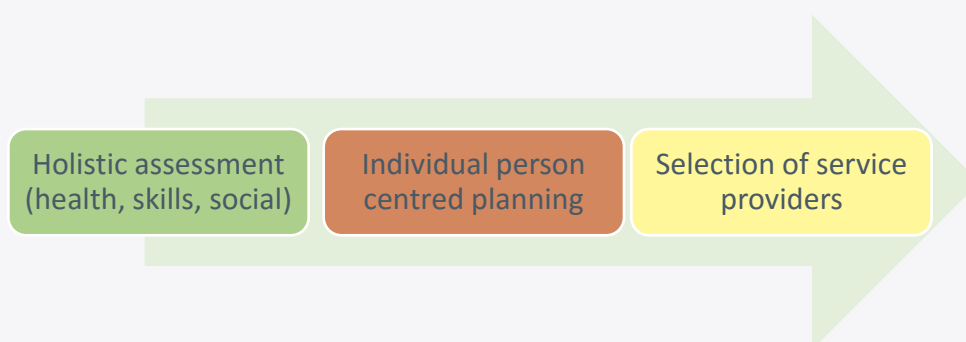 Holistic assessment
(health, skills, social)
Individual person
centred planning
Selection of service
providers